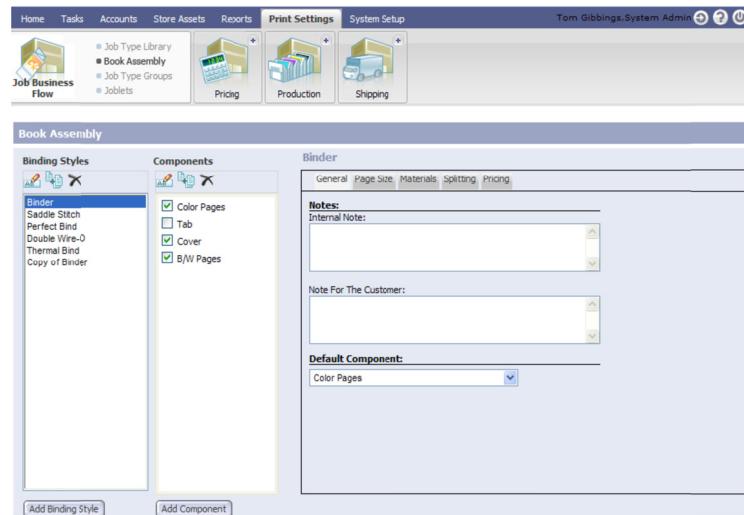 Home Tasks Accounts Store Assets Reports Print Settings System Setup Tom Gibbings.System Admin
Job Business Flow
Job Type Library
Book Assembly
Job Type Groups
Joblets
Pricing
Production
Shipping
Book Assembly
Binding Styles
Binder
Saddle Stitch
Perfect Bind
Double Wire-O
Thermal Bind
Copy of Binder
Add Binding Style
Components
Color Pages
Tab
Cover
B/W Pages
Add Component
Binder
General Page Size Materials Splitting Pricing
Notes:
Internal Note:
Note For The Customer:
Default Component:
Color Pages